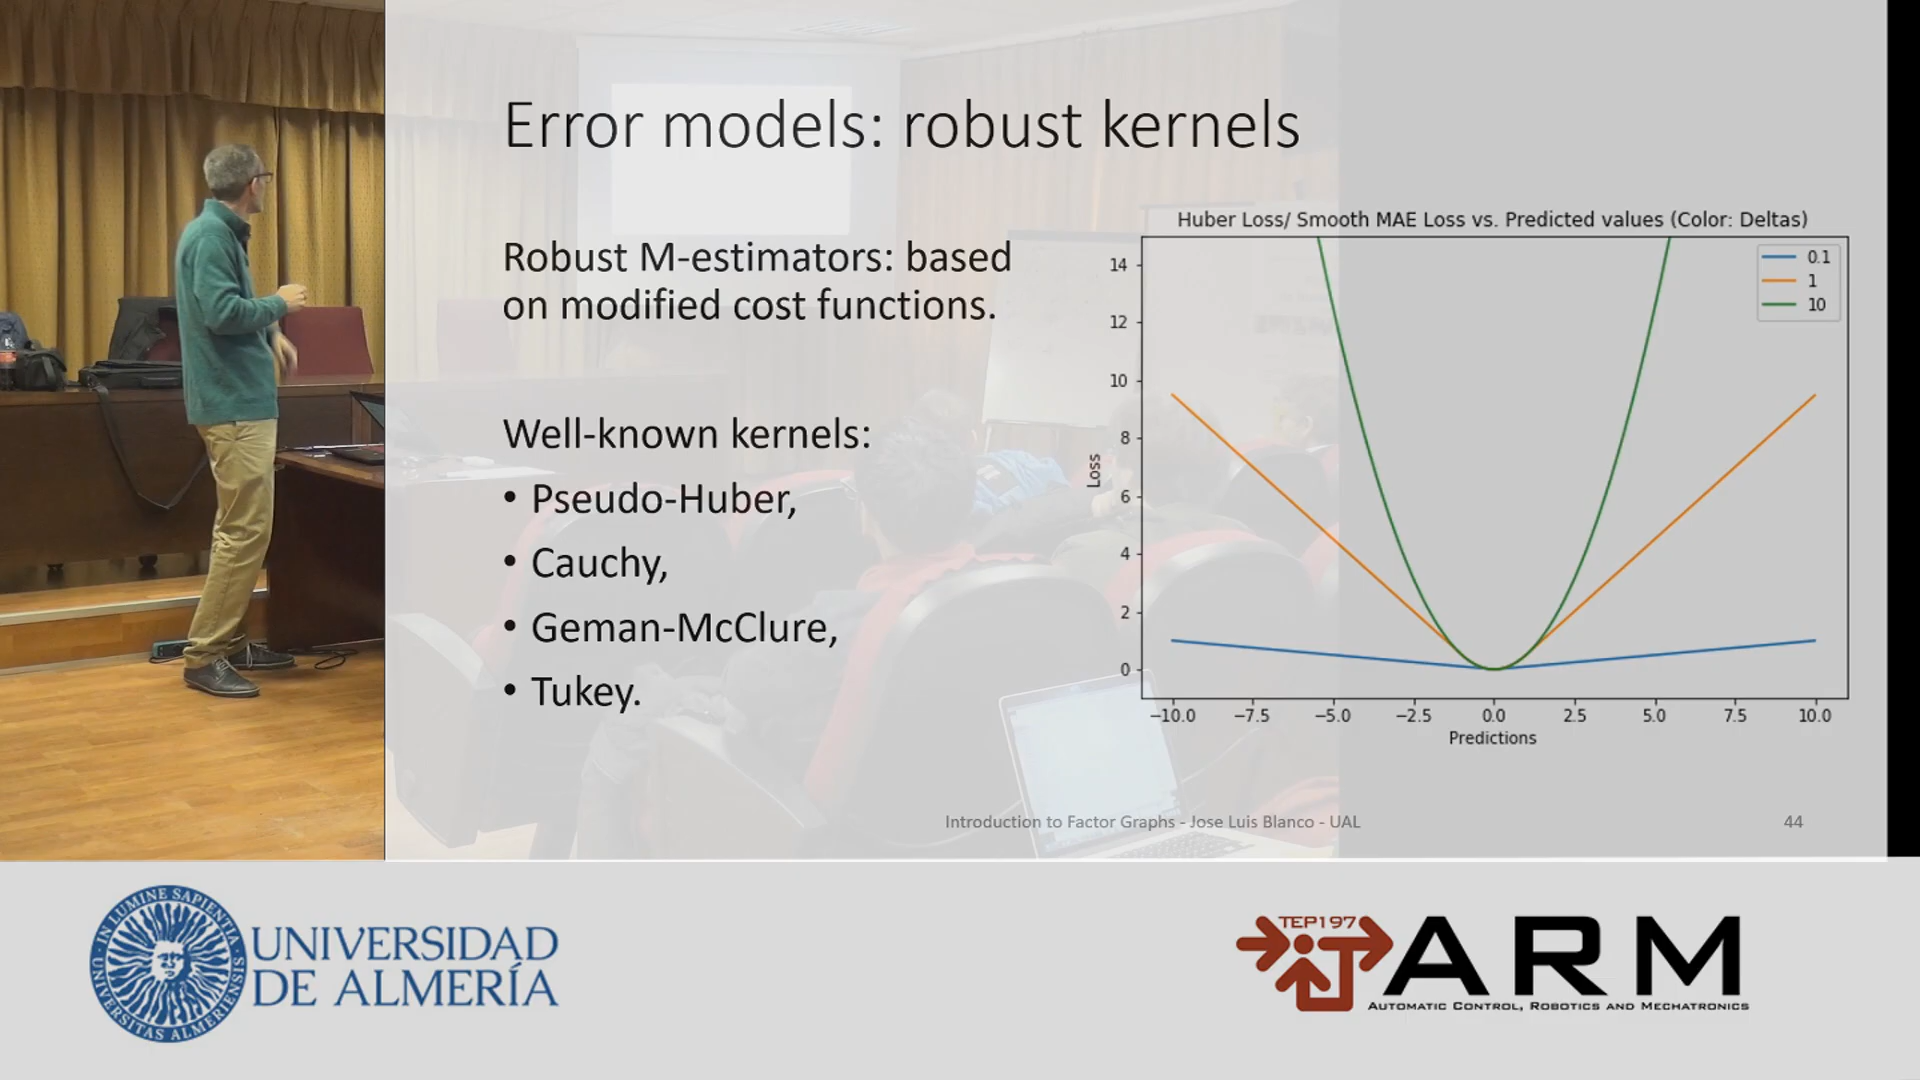 Error models: robust kernels
Robust M-estimators: based
on modified cost functions.
Well-known kernels:
• Pseudo-Huber,
• Cauchy,
• Geman-McClure,
• Tukey.
Huber Loss/ Smooth MAE Loss vs. Predicted values (Color: Deltas)
0.1
1
10
14
12
10
8
6
4
2
0
Loss
−10.0 −7.5 −5.0 −2.5 0.0 2.5 5.0 7.5 10.0
Predictions
Introduction to Factor Graphs - Jose Luis Blanco - UAL
44
IN LUMINE SAPIENTIA
UNIVERSITAS ALMERIENSIS
UNIVERSIDAD
DE ALMERÍA
TEP197
ARM
AUTOMATIC CONTROL, ROBOTICS AND MECHATRONICS